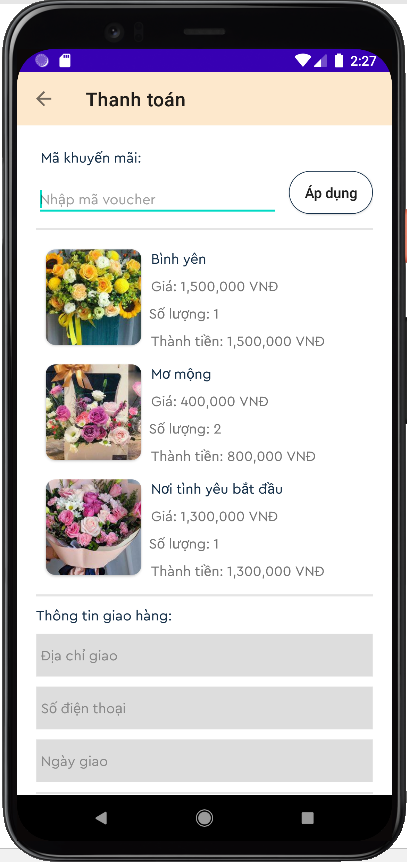 2:27
Thanh toán
Mã khuyến mãi:
Nhập mã voucher
Áp dụng
Bình yên
Giá: 1,500,000 VNĐ
Số lượng: 1
Thành tiền: 1,500,000 VNĐ
Mơ mộng
Giá: 400,000 VNĐ
Số lượng: 2
Thành tiền: 800,000 VNĐ
Nơi tình yêu bắt đầu
Giá: 1,300,000 VNĐ
Số lượng: 1
Thành tiền: 1,300,000 VNĐ
Thông tin giao hàng:
Địa chỉ giao
Số điện thoại
Ngày giao